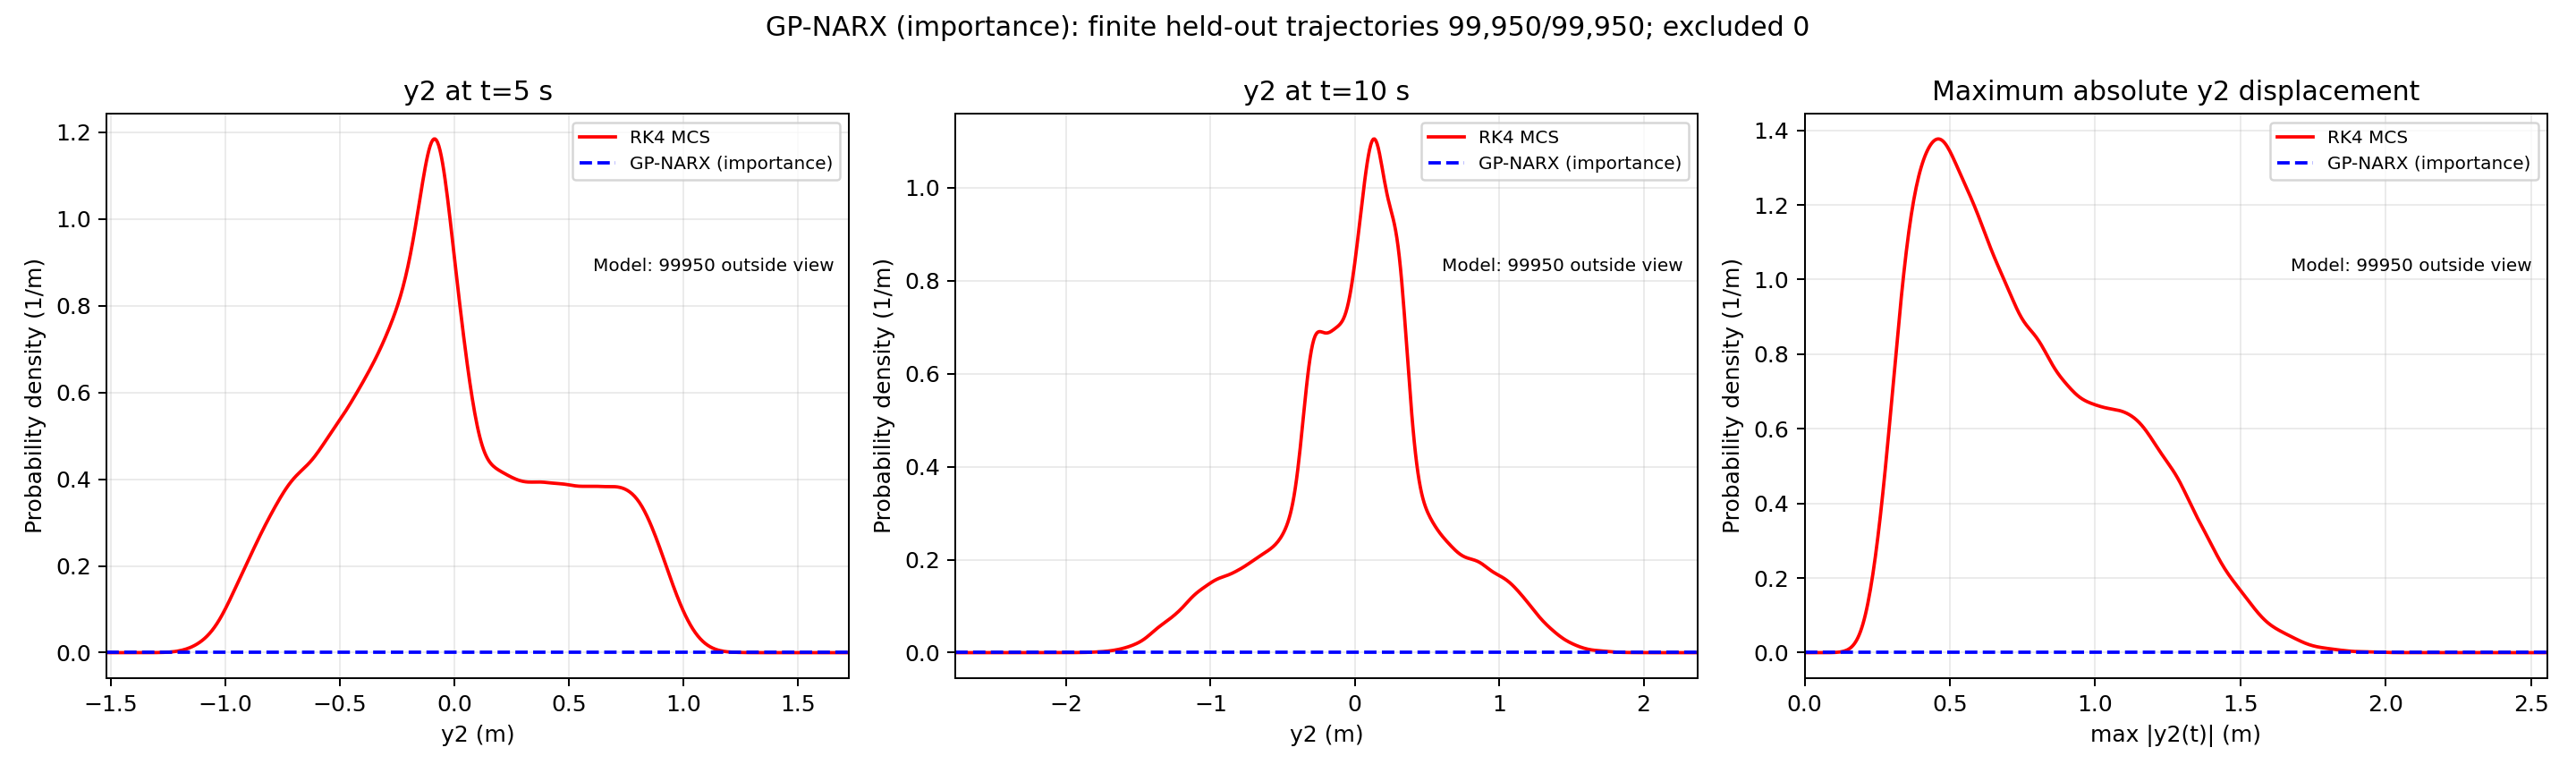 GP-NARX (importance): finite held-out trajectories 99,950/99,950; excluded 0
y2 at t=5 s
Probability density (1/m)
1.2
1.0
0.8
0.6
0.4
0.2
0.0
RK4 MCS
GP-NARX (importance)
Model: 99950 outside view
−1.5 −1.0 −0.5 0.0 0.5 1.0 1.5
y2 (m)
y2 at t=10 s
Probability density (1/m)
1.0
0.8
0.6
0.4
0.2
0.0
RK4 MCS
GP-NARX (importance)
Model: 99950 outside view
−2 −1 0 1 2
y2 (m)
Maximum absolute y2 displacement
Probability density (1/m)
1.4
1.2
1.0
0.8
0.6
0.4
0.2
0.0
RK4 MCS
GP-NARX (importance)
Model: 99950 outside view
0.0 0.5 1.0 1.5 2.0 2.5
max |y2(t)| (m)